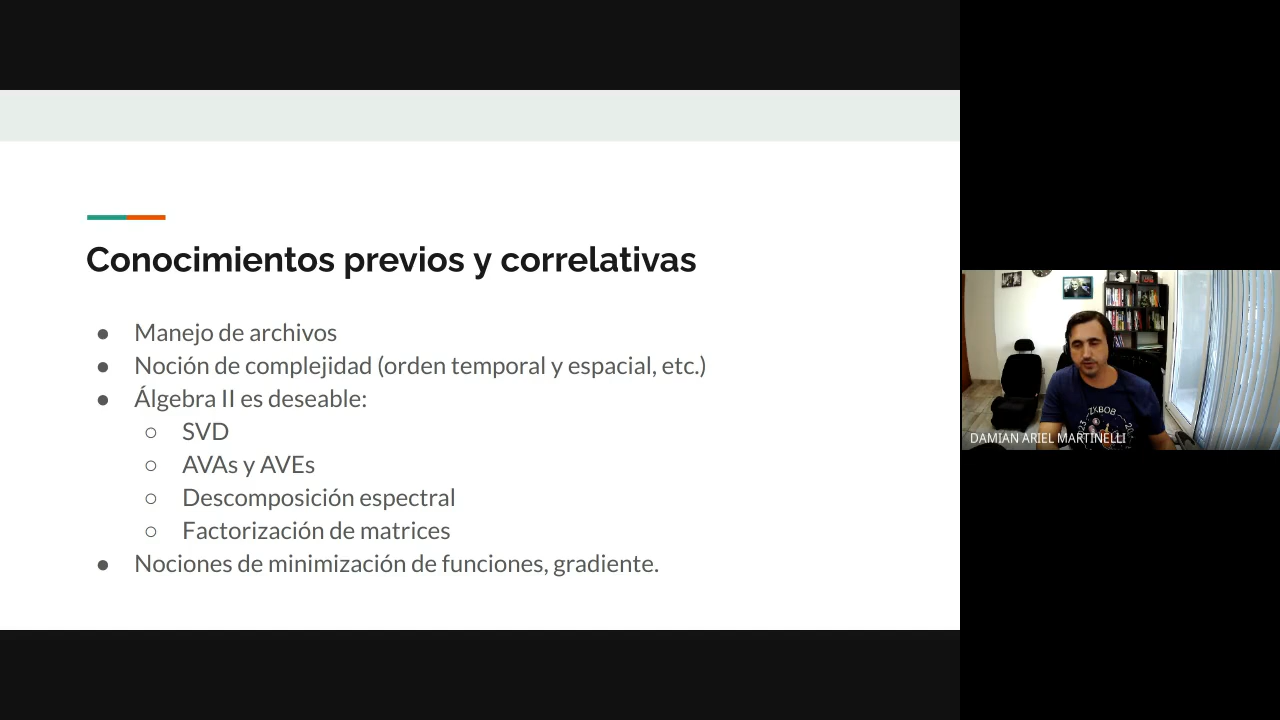 Conocimientos previos y correlativas
● Manejo de archivos
● Noción de complejidad (orden temporal y espacial, etc.)
● Álgebra II es deseable:
○ SVD
○ AVAs y AVEs
○ Descomposición espectral
○ Factorización de matrices
● Nociones de minimización de funciones, gradiente.
ZKBOB
DAMIAN ARIEL MARTINELLI